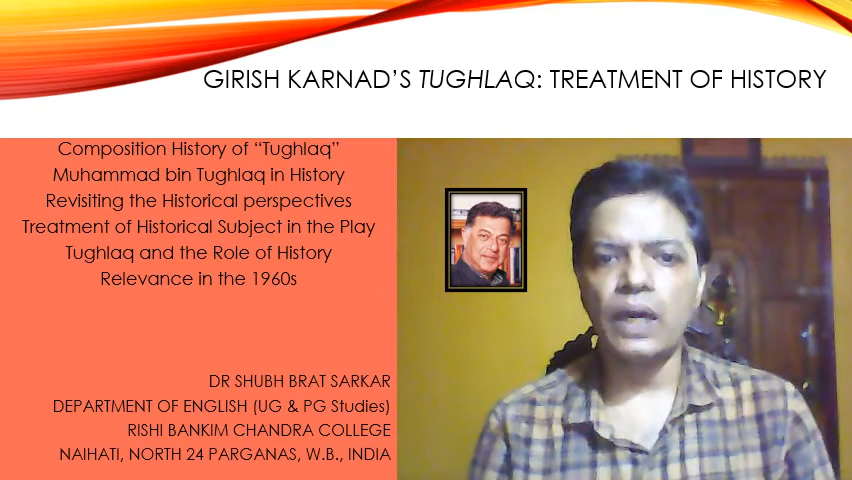 GIRISH KARNAD’S TUGHLAQ: TREATMENT OF HISTORY
Composition History of “Tughlaq”
Muhammad bin Tughlaq in History
Revisiting the Historical perspectives
Treatment of Historical Subject in the Play
Tughlaq and the Role of History
Relevance in the 1960s
DR SHUBH BRAT SARKAR
DEPARTMENT OF ENGLISH (UG & PG Studies)
RISHI BANKIM CHANDRA COLLEGE
NAIHATI, NORTH 24 PARGANAS, W.B., INDIA